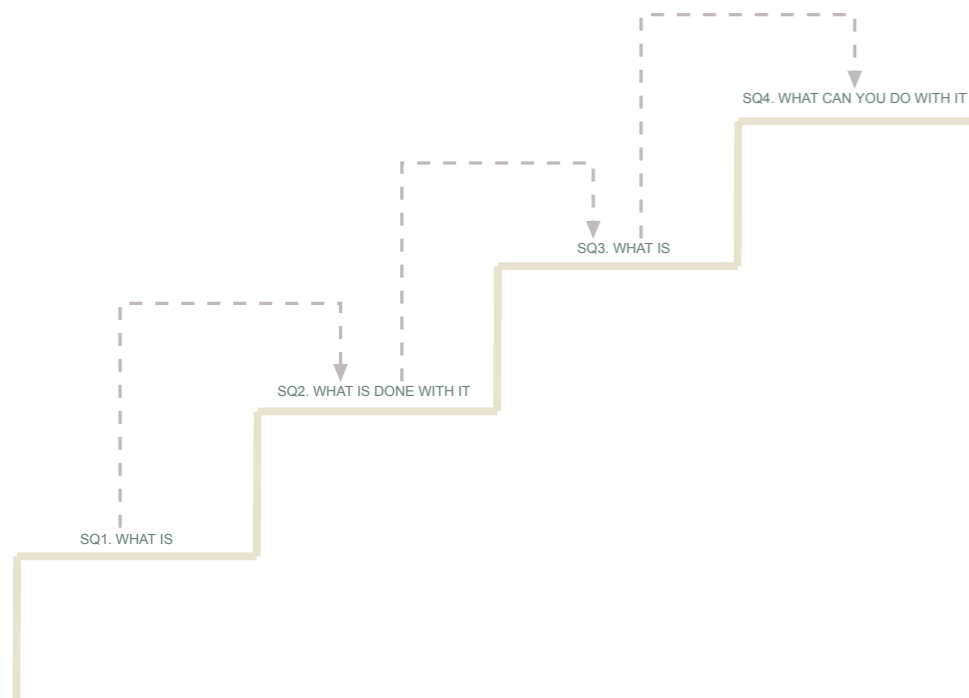 SQ4. WHAT CAN YOU DO WITH IT
SQ3. WHAT IS
SQ2. WHAT IS DONE WITH IT
SQ1. WHAT IS